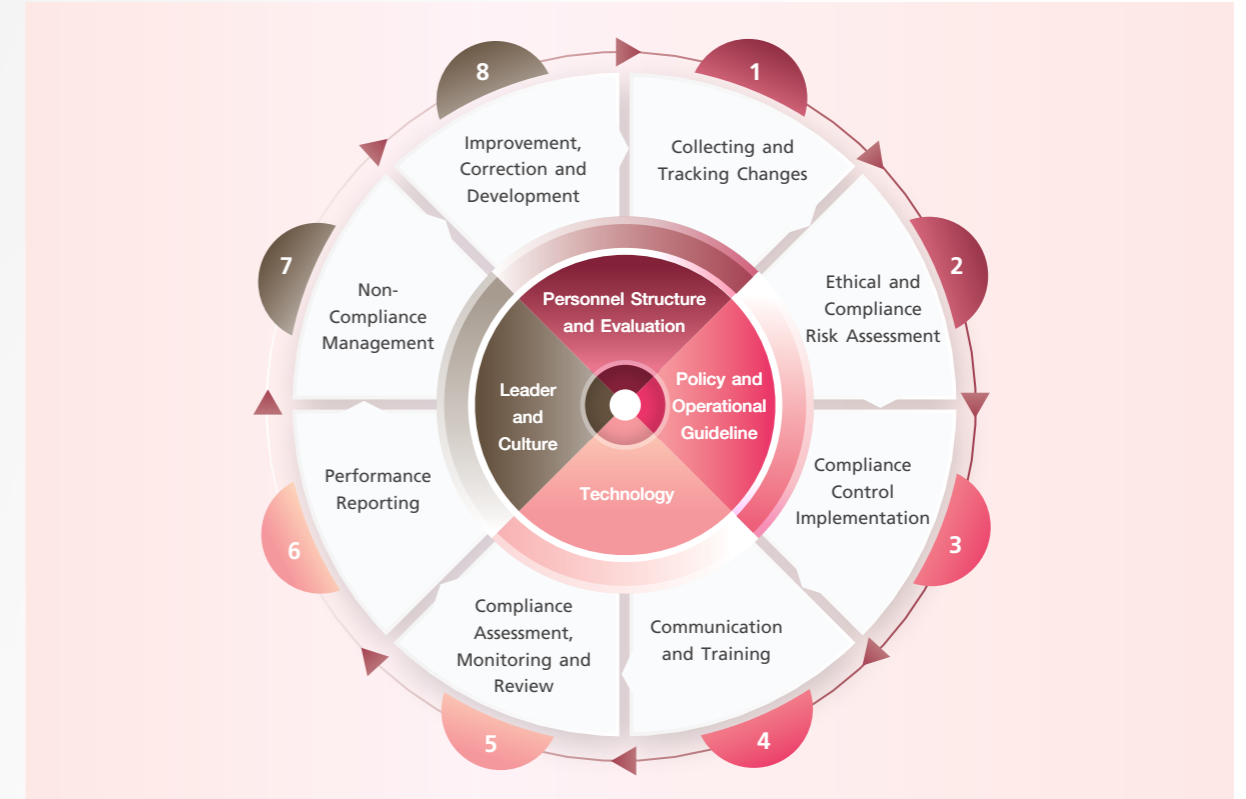 1
Collecting and
Tracking Changes
2
Ethical and
Compliance
Risk Assessment
3
Compliance
Control
Implementation
4
Communication
and Training
5
Compliance
Assessment,
Monitoring and
Review
6
Performance
Reporting
7
Non-
Compliance
Management
8
Improvement,
Correction and
Development
Personnel Structure
and Evaluation
Policy and
Operational
Guideline
Technology
Leader
and
Culture